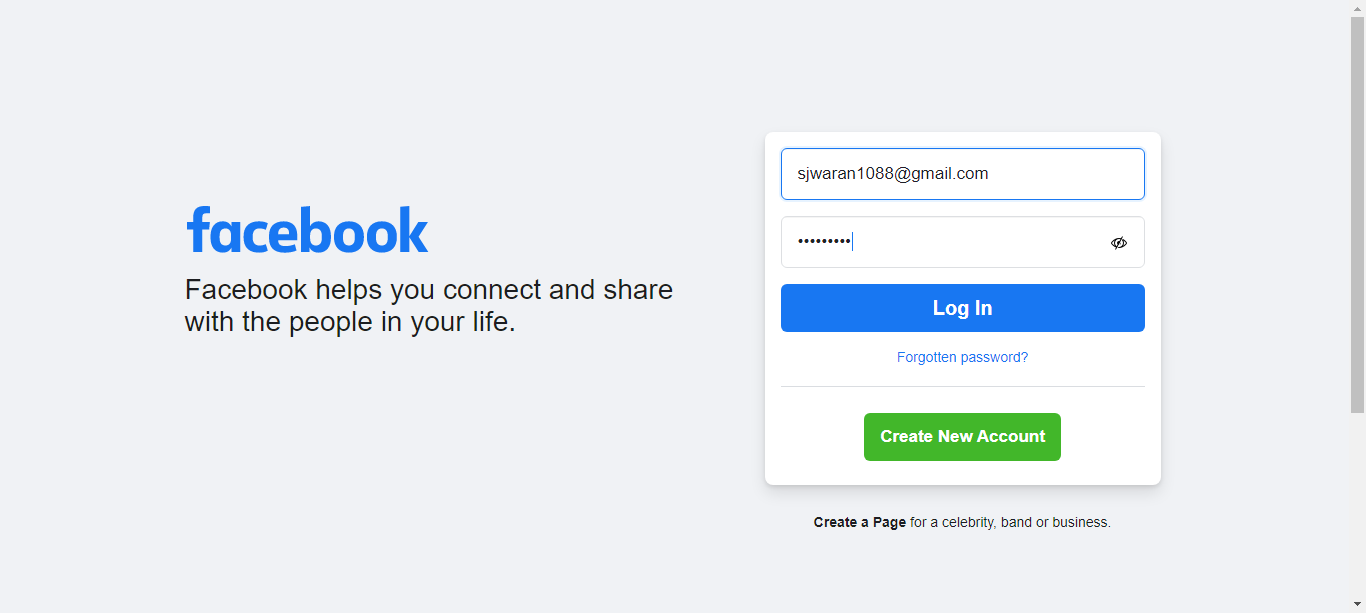 facebook
Facebook helps you connect and share
with the people in your life.
sjwaran1088@gmail.com
•••••••••
Log In
Forgotten password?
Create New Account
Create a Page for a celebrity, band or business.